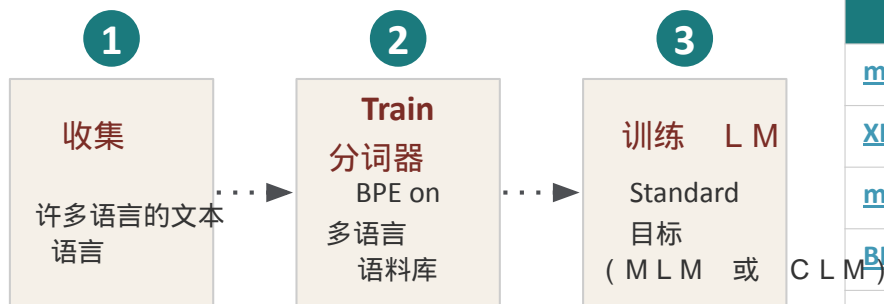 1
收集
许多语言的文本
语言
2
Train
分词器
BPE on
多语言
语料库
3
训练 LM
Standard
目标
(MLM 或 CLM)
m
m